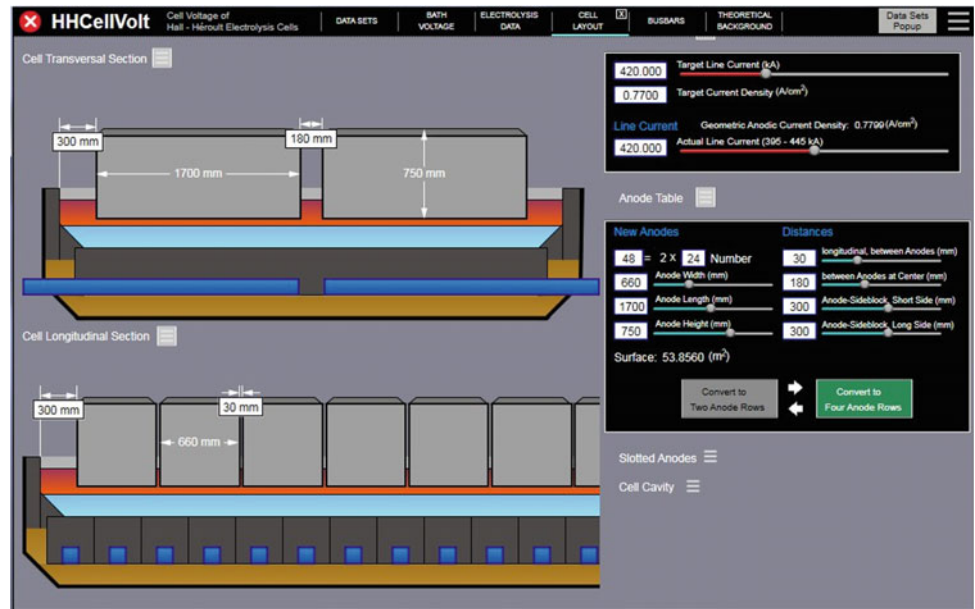 HHCellVolt
Cell Voltage of
Hall - Héroult Electrolysis Cells
DATA SETS
BATH
VOLTAGE
ELECTROLYSIS
DATA
CELL
LAYOUT
X
BUSBARS
THEORETICAL
BACKGROUND
Data Sets
Popup
Cell Transversal Section
300 mm
180 mm
1700 mm
750 mm
Cell Longitudinal Section
300 mm
30 mm
660 mm
420.000 Target Line Current (kA)
0.7700 Target Current Density (A/cm²)
Line Current Geometric Anodic Current Density: 0.7799 (A/cm²)
420.000 Actual Line Current (395 - 445 kA)
Anode Table
New Anodes
48 = 2 x 24 Number
660 Anode Width (mm)
1700 Anode Length (mm)
750 Anode Height (mm)
Surface: 53.8560 (m²)
Distances
30 longitudinal, between Anodes (mm)
180 between Anodes at Center (mm)
300 Anode-Sideblock, Short Side (mm)
300 Anode-Sideblock, Long Side (mm)
Convert to
Two Anode Rows
Convert to
Four Anode Rows
Slotted Anodes
Cell Cavity